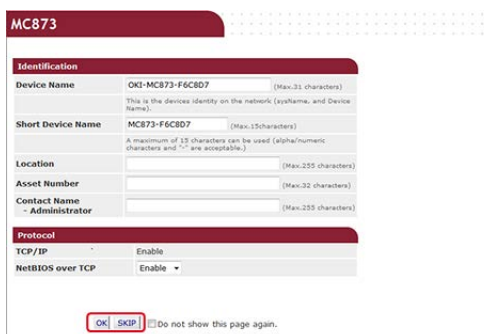 MC873
Identification
Device Name OKI-MC873-F6C8D7 (Max.31 characters)
This is the devices identity on the network (sysName, and Device
Name).
Short Device Name MC873-F6C8D7 (Max.15characters)
A maximum of 15 characters can be used (alpha/numeric
characters and "-" are acceptable.)
Location (Max.255 characters)
Asset Number (Max.32 characters)
Contact Name
- Administrator (Max.255 characters)
Protocol
TCP/IP Enable
NetBIOS over TCP Enable
OK SKIP Do not show this page again.